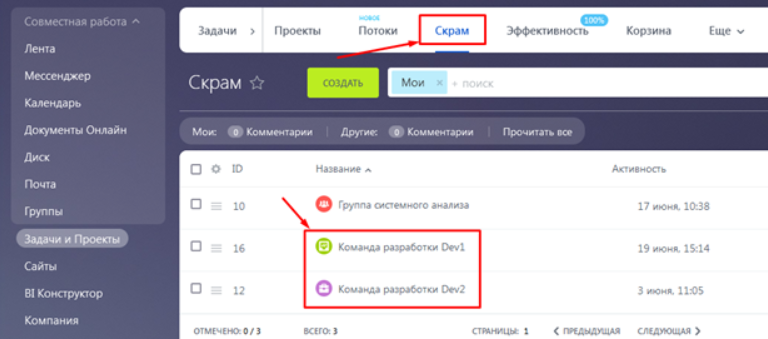 Совместная работа
Лента
Мессенджер
Календарь
Документы Онлайн
Диск
Почта
Группы
Задачи и Проекты
Сайты
BI Конструктор
Компания
НОВОЕ 100%
Задачи > Проекты Потоки Скрам Эффективность Корзина Еще
Скрам СОЗДАТЬ Мои × + поиск
Мои: 0 Комментарии | Другие: 0 Комментарии | Прочитать все
ID Название Активность
10 Группа системного анализа 17 июня, 10:38
16 Команда разработки Dev1 19 июня, 15:14
12 Команда разработки Dev2 3 июня, 11:05
ОТМЕЧЕНО: 0 / 3 ВСЕГО: 3 СТРАНИЦЫ: 1 < ПРЕДЫДУЩАЯ СЛЕДУЮЩАЯ >